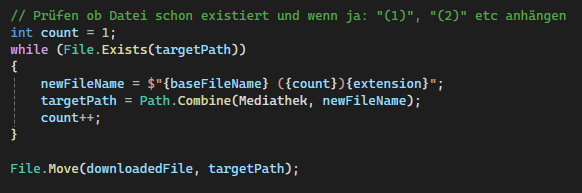 // Prüfen ob Datei schon existiert und wenn ja: "(1)", "(2)" etc anhängen
int count = 1;
while (File.Exists(targetPath))
{
    newFileName = $"{baseFileName} ({count}){extension}";
    targetPath = Path.Combine(Mediathek, newFileName);
    count++;
}

File.Move(downloadedFile, targetPath);